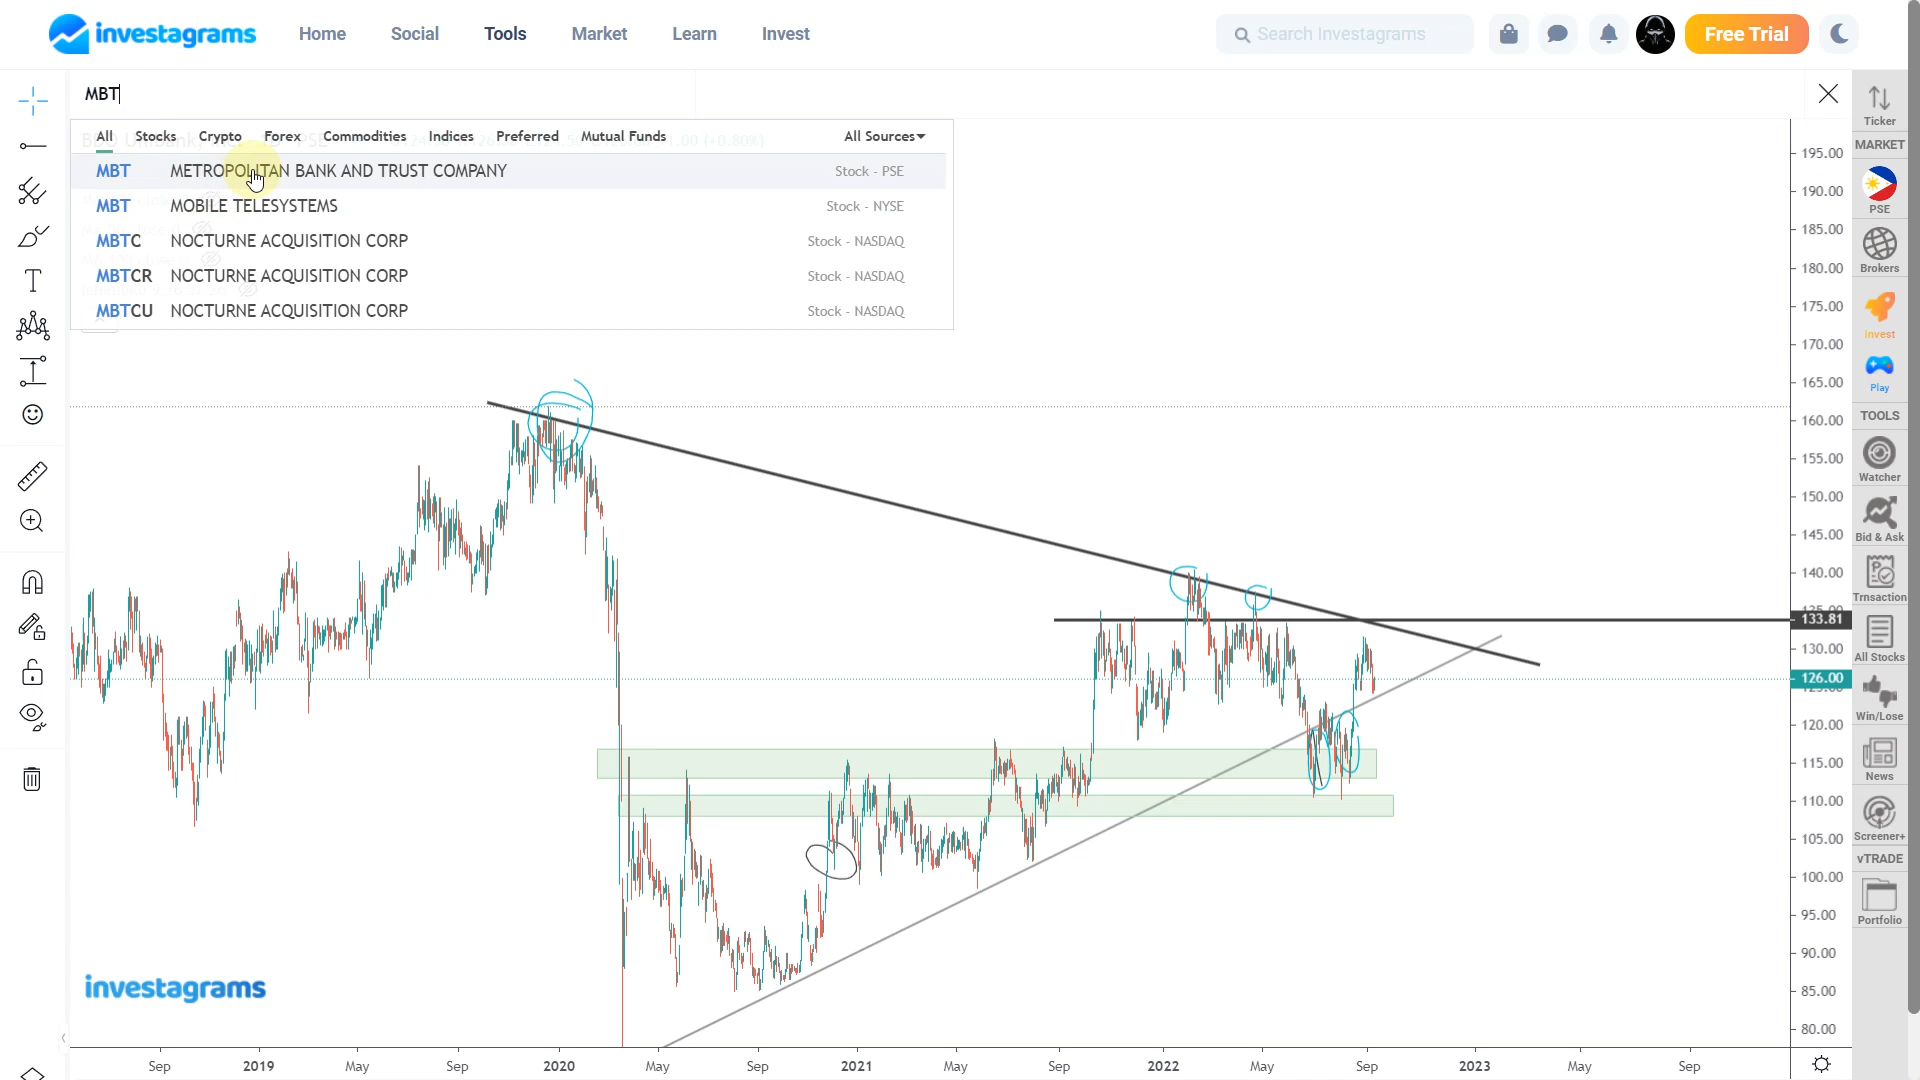 investagrams Home Social Tools Market Learn Invest Search Investagrams Free Trial
MBT
All Stocks Crypto Forex Commodities Indices Preferred Mutual Funds All Sources
MBT METROPOLITAN BANK AND TRUST COMPANY Stock - PSE
MBT MOBILE TELESYSTEMS Stock - NYSE
MBTC NOCTURNE ACQUISITION CORP Stock - NASDAQ
MBTCR NOCTURNE ACQUISITION CORP Stock - NASDAQ
MBTCU NOCTURNE ACQUISITION CORP Stock - NASDAQ
195.00
190.00
185.00
180.00
175.00
170.00
165.00
160.00
155.00
150.00
145.00
140.00
135.00
133.81
130.00
126.00
125.00
120.00
115.00
110.00
105.00
100.00
95.00
90.00
85.00
80.00
investagrams
Sep 2019 May Sep 2020 May Sep 2021 May Sep 2022 May Sep 2023 May Sep
Ticker
MARKET
PSE
Brokers
Invest
Play
TOOLS
Watcher
Bid & Ask
Trnsaction
All Stocks
Win/Lose
News
Screener+
vTRADE
Portfolio